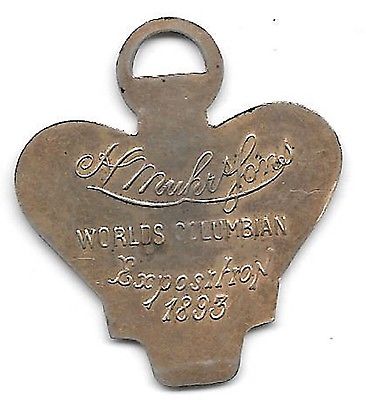 H Muhr's Sons
WORLDS COLUMBIAN
Exposition
1893